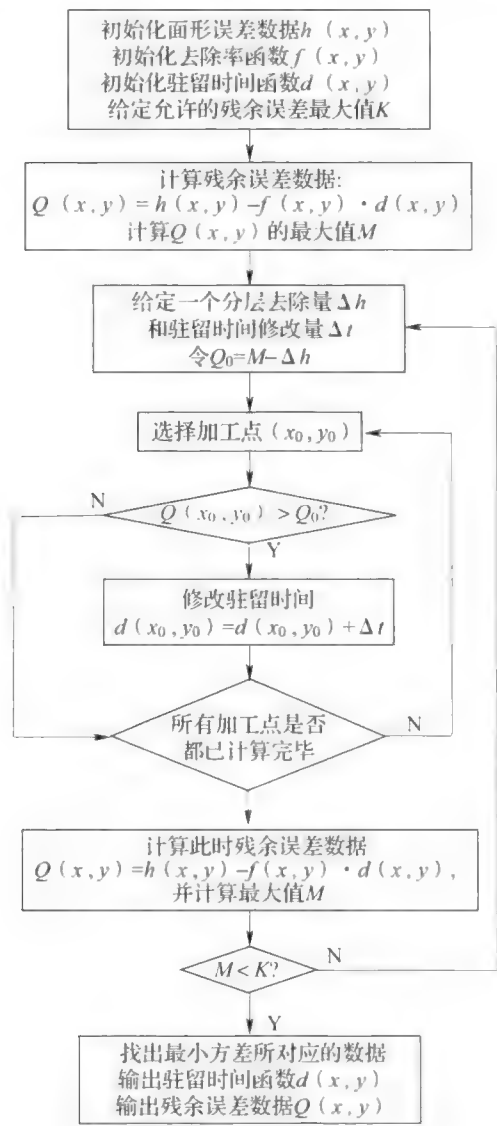 初始化面形误差数据h（x,y）
初始化去除率函数f（x,y）
初始化驻留时间函数d（x,y）
给定允许的残余误差最大值K
计算残余误差数据:
Q（x,y）=h(x,y)-f(x,y)·d(x,y)
计算Q（x,y）的最大值M
给定一个分层去除量Δh
和驻留时间修改量Δt
令Q₀=M-Δh
选择加工点（x₀,y₀）
N
Q（x₀,y₀）>Q₀?
Y
修改驻留时间
d（x₀,y₀）=d（x₀,y₀）+Δt
所有加工点是否
都已计算完毕
N
计算此时残余误差数据
Q（x,y）=h(x,y)-f(x,y)·d(x,y),
并计算最大值M
M<K?
N
Y
找出最小方差所对应的数据
输出驻留时间函数d（x,y）
输出残余误差数据Q（x,y）